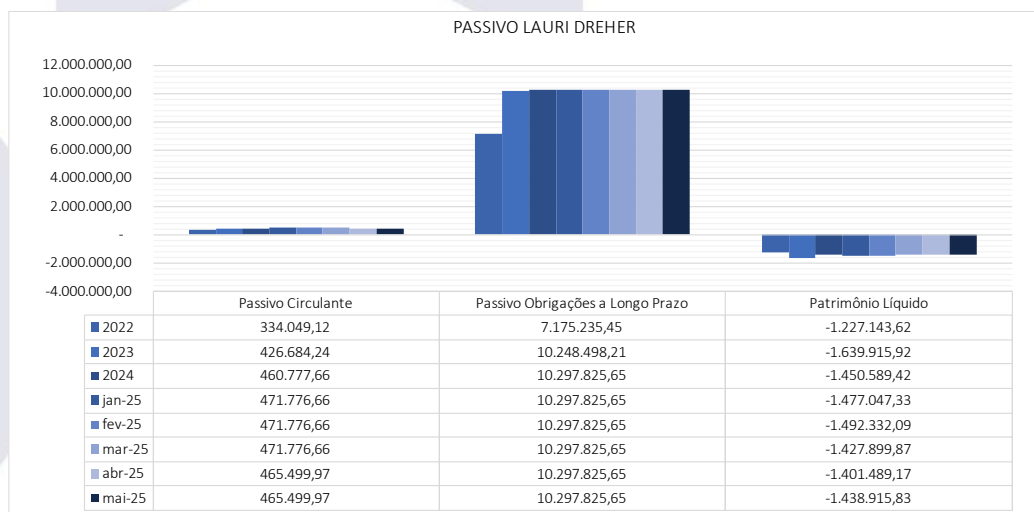 PASSIVO LAURI DREHER
12.000.000,00
10.000.000,00
8.000.000,00
6.000.000,00
4.000.000,00
2.000.000,00
-
-2.000.000,00
-4.000.000,00
Passivo Circulante Passivo Obrigações a Longo Prazo Patrimônio Líquido
2022 334.049,12 7.175.235,45 -1.227.143,62
2023 426.684,24 10.248.498,21 -1.639.915,92
2024 460.777,66 10.297.825,65 -1.450.589,42
jan-25 471.776,66 10.297.825,65 -1.477.047,33
fev-25 471.776,66 10.297.825,65 -1.492.332,09
mar-25 471.776,66 10.297.825,65 -1.427.899,87
abr-25 465.499,97 10.297.825,65 -1.401.489,17
mai-25 465.499,97 10.297.825,65 -1.438.915,83